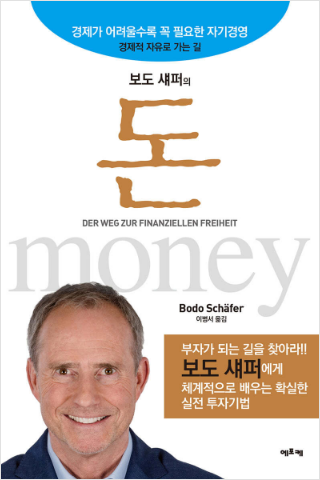 경제가 어려울수록 꼭 필요한 자기경영
경제적 자유로 가는 길
보도 섀퍼의
돈
DER WEG ZUR FINANZIELLEN FREIHEIT
money
Bodo Schäfer
이병서 옮김
부자가 되는 길을 찾아라!!
보도 섀퍼에게
체계적으로 배우는 확실한
실전 투자기법
에포케